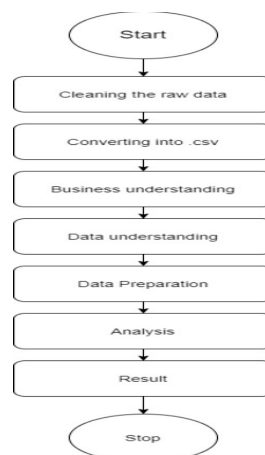 Start
Cleaning the raw data
Converting into .csv
Business understanding
Data understanding
Data Preparation
Analysis
Result
Stop